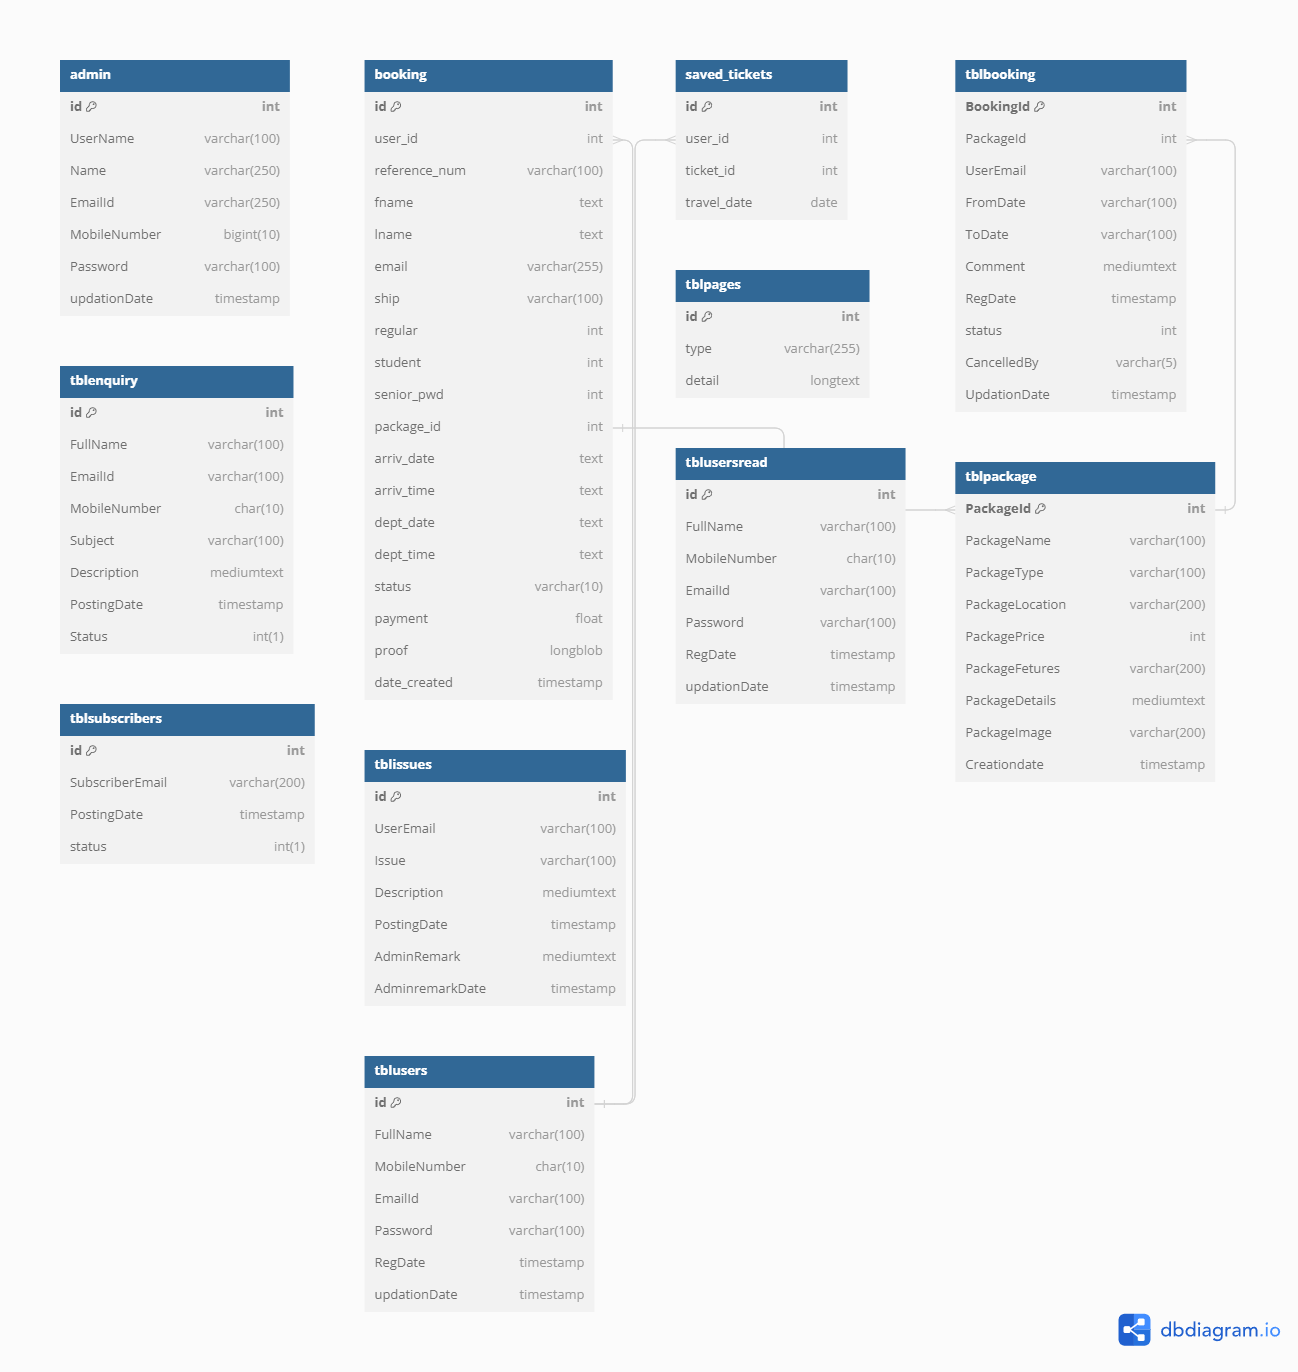 admin
id int
UserName varchar(100)
Name varchar(250)
EmailId varchar(250)
MobileNumber bigint(10)
Password varchar(100)
updationDate timestamp
tblenquiry
id int
FullName varchar(100)
EmailId varchar(100)
MobileNumber char(10)
Subject varchar(100)
Description mediumtext
PostingDate timestamp
Status int(1)
tblsubscribers
id int
SubscriberEmail varchar(200)
PostingDate timestamp
status int(1)
booking
id int
user_id int
reference_num varchar(100)
fname text
lname text
email varchar(255)
ship varchar(100)
regular int
student int
senior_pwd int
package_id int
arriv_date text
arriv_time text
dept_date text
dept_time text
status varchar(10)
payment float
proof longblob
date_created timestamp
tblissues
id int
UserEmail varchar(100)
Issue varchar(100)
Description mediumtext
PostingDate timestamp
AdminRemark mediumtext
AdminremarkDate timestamp
tblusers
id int
FullName varchar(100)
MobileNumber char(10)
EmailId varchar(100)
Password varchar(100)
RegDate timestamp
updationDate timestamp
saved_tickets
id int
user_id int
ticket_id int
travel_date date
tblpages
id int
type varchar(255)
detail longtext
tblusersread
id int
FullName varchar(100)
MobileNumber char(10)
EmailId varchar(100)
Password varchar(100)
RegDate timestamp
updationDate timestamp
tblbooking
BookingId int
PackageId int
UserEmail varchar(100)
FromDate varchar(100)
ToDate varchar(100)
Comment mediumtext
RegDate timestamp
status int
CancelledBy varchar(5)
UpdationDate timestamp
tblpackage
PackageId int
PackageName varchar(100)
PackageType varchar(100)
PackageLocation varchar(200)
PackagePrice int
PackageFetures varchar(200)
PackageDetails mediumtext
PackageImage varchar(200)
Creationdate timestamp
dbdiagram.io